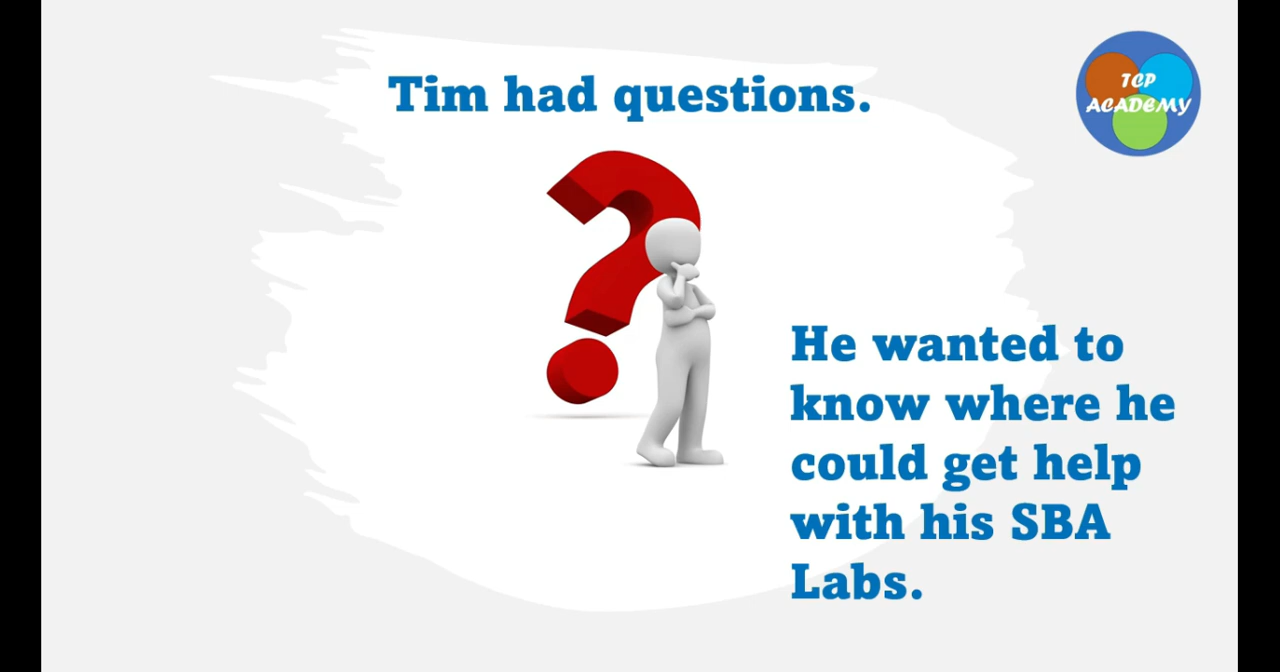 Tim had questions.
TCP
ACADEMY
He wanted to
know where he
could get help
with his SBA
Labs.